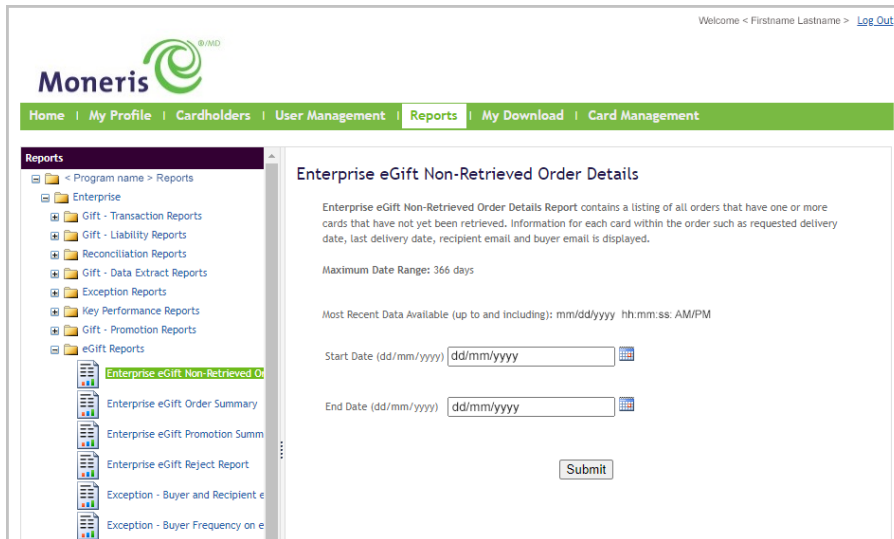 Welcome < Firstname Lastname > Log Out
®/MD
Moneris
Home | My Profile | Cardholders | User Management | Reports | My Download | Card Management
Reports
< Program name > Reports
Enterprise
Gift - Transaction Reports
Gift - Liability Reports
Reconciliation Reports
Gift - Data Extract Reports
Exception Reports
Key Performance Reports
Gift - Promotion Reports
eGift Reports
Enterprise eGift Non-Retrieved Or
Enterprise eGift Order Summary
Enterprise eGift Promotion Summ
Enterprise eGift Reject Report
Exception - Buyer and Recipient e
Exception - Buyer Frequency on e
Enterprise eGift Non-Retrieved Order Details
Enterprise eGift Non-Retrieved Order Details Report contains a listing of all orders that have one or more
cards that have not yet been retrieved. Information for each card within the order such as requested delivery
date, last delivery date, recipient email and buyer email is displayed.
Maximum Date Range: 366 days
Most Recent Data Available (up to and including): mm/dd/yyyy hh:mm:ss: AM/PM
Start Date (dd/mm/yyyy) dd/mm/yyyy
End Date (dd/mm/yyyy) dd/mm/yyyy
Submit